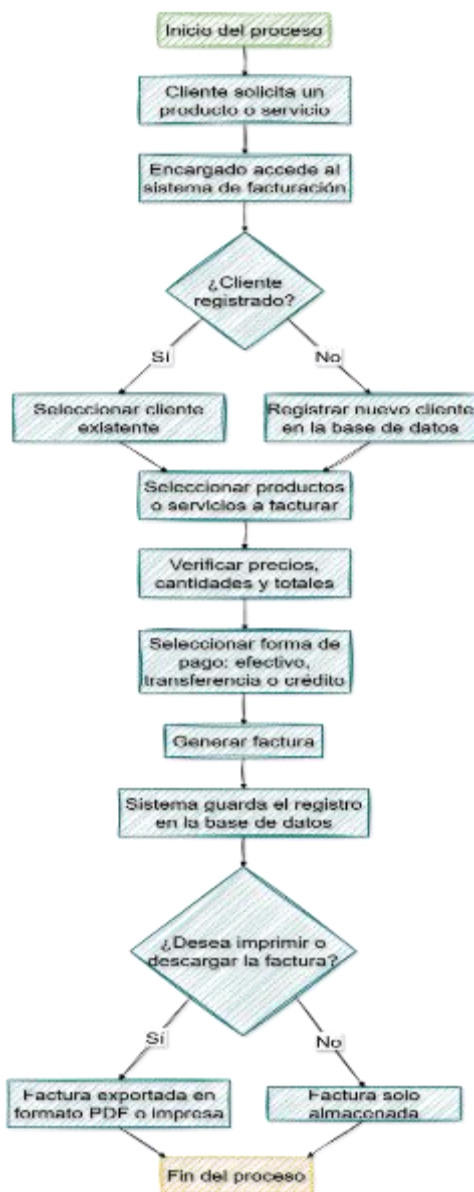 Inicio del proceso
Cliente solicita un
producto o servicio
Encargado accede al
sistema de facturación
¿Cliente
registrado?
Sí
No
Seleccionar cliente
existente
Registrar nuevo cliente
en la base de datos
Seleccionar productos
o servicios a facturar
Verificar precios,
cantidades y totales
Seleccionar forma de
pago: efectivo,
transferencia o crédito
Generar factura
Sistema guarda el registro
en la base de datos
¿Desea imprimir o
descargar la factura?
Sí
No
Factura exportada en
formato PDF o impresa
Factura solo
almacenada
Fin del proceso